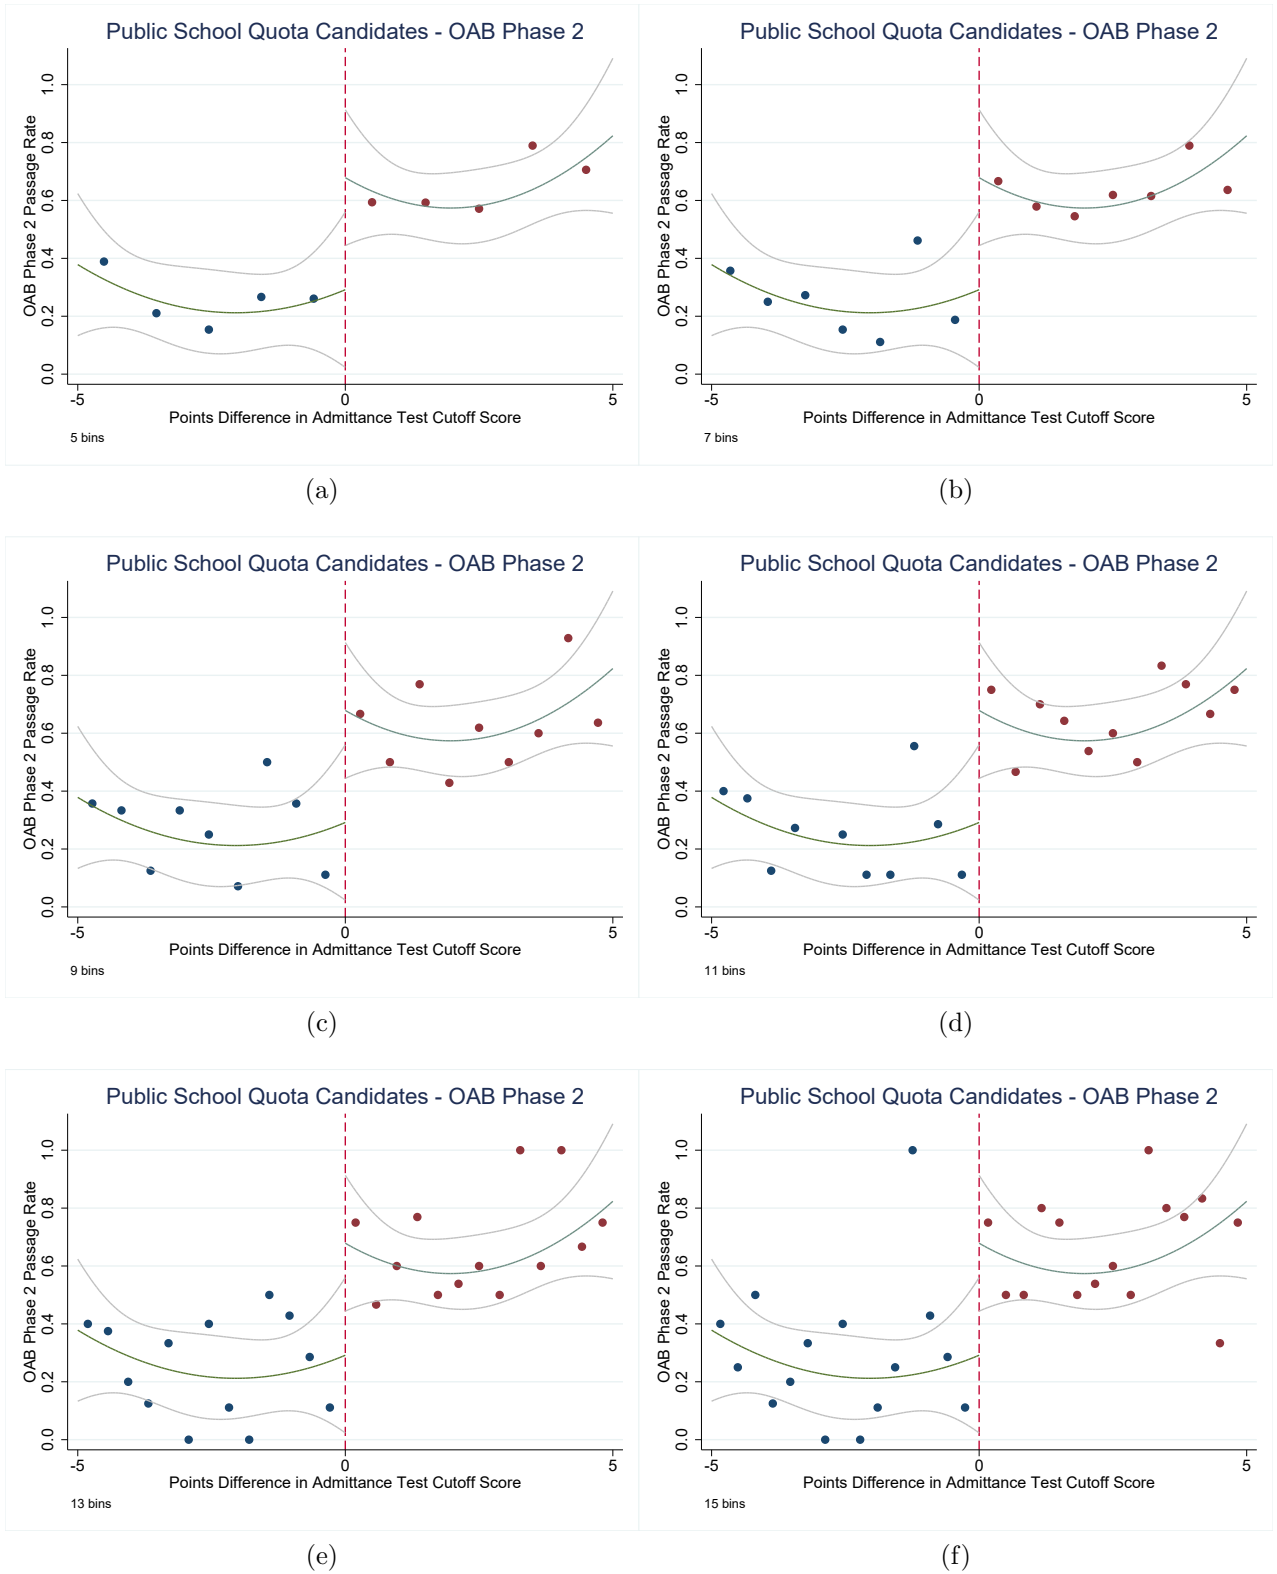 Public School Quota Candidates - OAB Phase 2
OAB Phase 2 Passage Rate
1.0
0.8
0.6
0.4
0.2
0.0
-5
0
5
Points Difference in Admittance Test Cutoff Score
5 bins
(a)
Public School Quota Candidates - OAB Phase 2
OAB Phase 2 Passage Rate
1.0
0.8
0.6
0.4
0.2
0.0
-5
0
5
Points Difference in Admittance Test Cutoff Score
7 bins
(b)
Public School Quota Candidates - OAB Phase 2
OAB Phase 2 Passage Rate
1.0
0.8
0.6
0.4
0.2
0.0
-5
0
5
Points Difference in Admittance Test Cutoff Score
9 bins
(c)
Public School Quota Candidates - OAB Phase 2
OAB Phase 2 Passage Rate
1.0
0.8
0.6
0.4
0.2
0.0
-5
0
5
Points Difference in Admittance Test Cutoff Score
11 bins
(d)
Public School Quota Candidates - OAB Phase 2
OAB Phase 2 Passage Rate
1.0
0.8
0.6
0.4
0.2
0.0
-5
0
5
Points Difference in Admittance Test Cutoff Score
13 bins
(e)
Public School Quota Candidates - OAB Phase 2
OAB Phase 2 Passage Rate
1.0
0.8
0.6
0.4
0.2
0.0
-5
0
5
Points Difference in Admittance Test Cutoff Score
15 bins
(f)